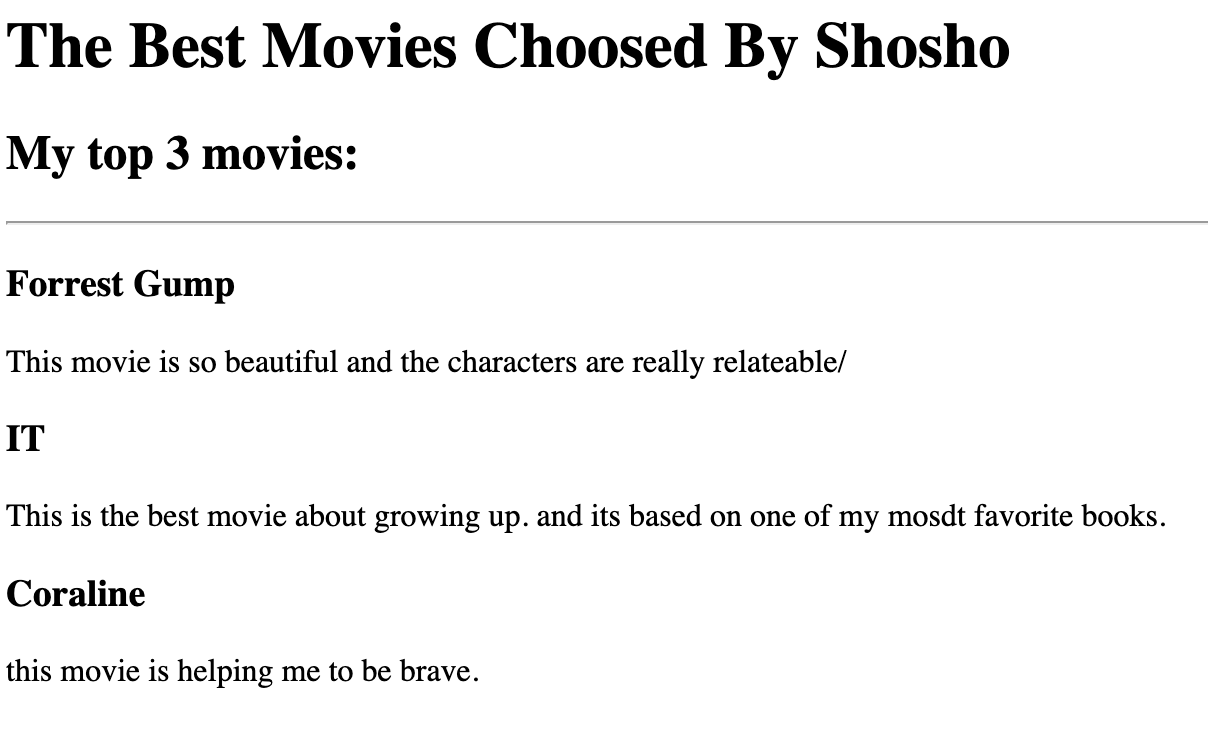 The Best Movies Choosed By Shosho
My top 3 movies:
Forrest Gump
This movie is so beautiful and the characters are really relateable/
IT
This is the best movie about growing up. and its based on one of my mosdt favorite books.
Coraline
this movie is helping me to be brave.